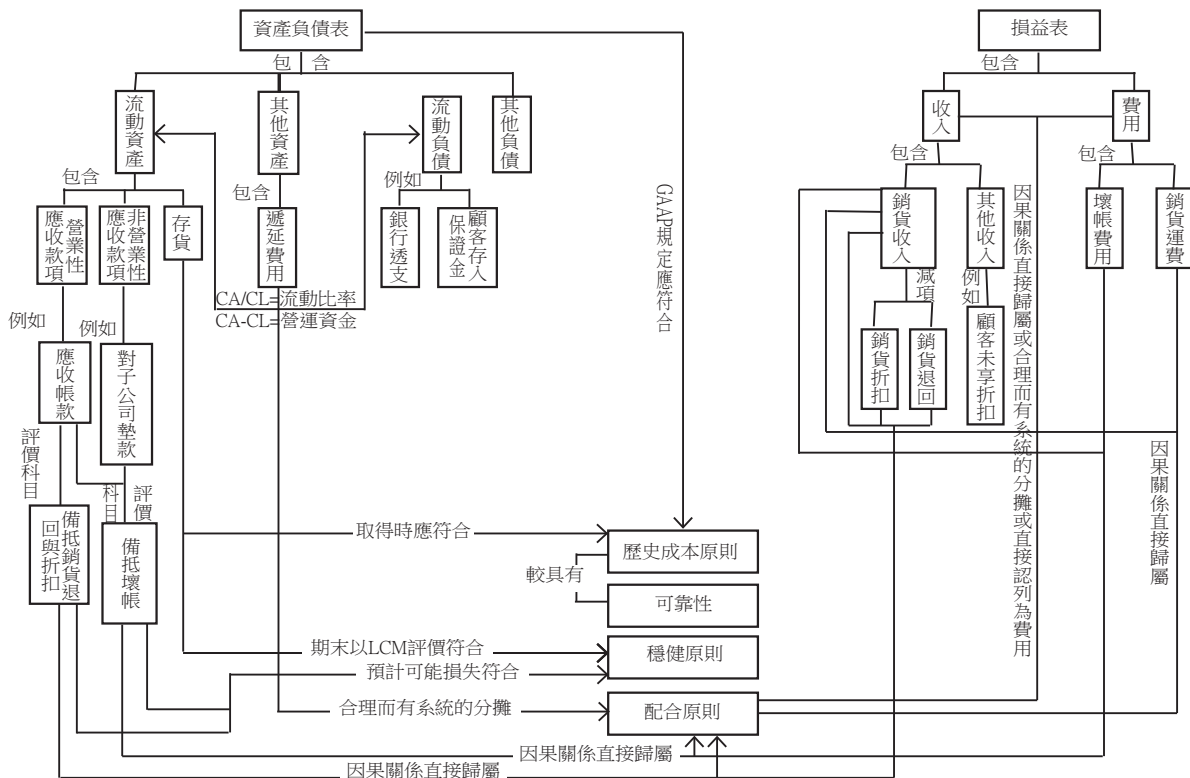 資產負債表
包　含
流動資產
其他資產
流動負債
其他負債
包含
營業性
應收款項
非營業性
應收款項
存貨
包含
遞延費用
例如
銀行透支
顧客存入
保證金
CA/CL=流動比率
CA-CL=營運資金
例如
應收帳款
例如
對子公司墊款
評價科目
評價
科目
備抵銷貨退
回與折扣
備抵壞帳
GAAP規定應符合
取得時應符合
歷史成本原則
較具有
可靠性
期末以LCM評價符合
穩健原則
預計可能損失符合
合理而有系統的分攤
配合原則
因果關係直接歸屬
因果關係直接歸屬
損益表
包含
收入
費用
包含
銷貨收入
其他收入
減項
銷貨折扣
銷貨退回
例如
顧客未享折扣
因果關係直接歸屬或合理而有系統的分攤或直接認列為費用
包含
壞帳費用
銷貨運費
因果關係直接歸屬